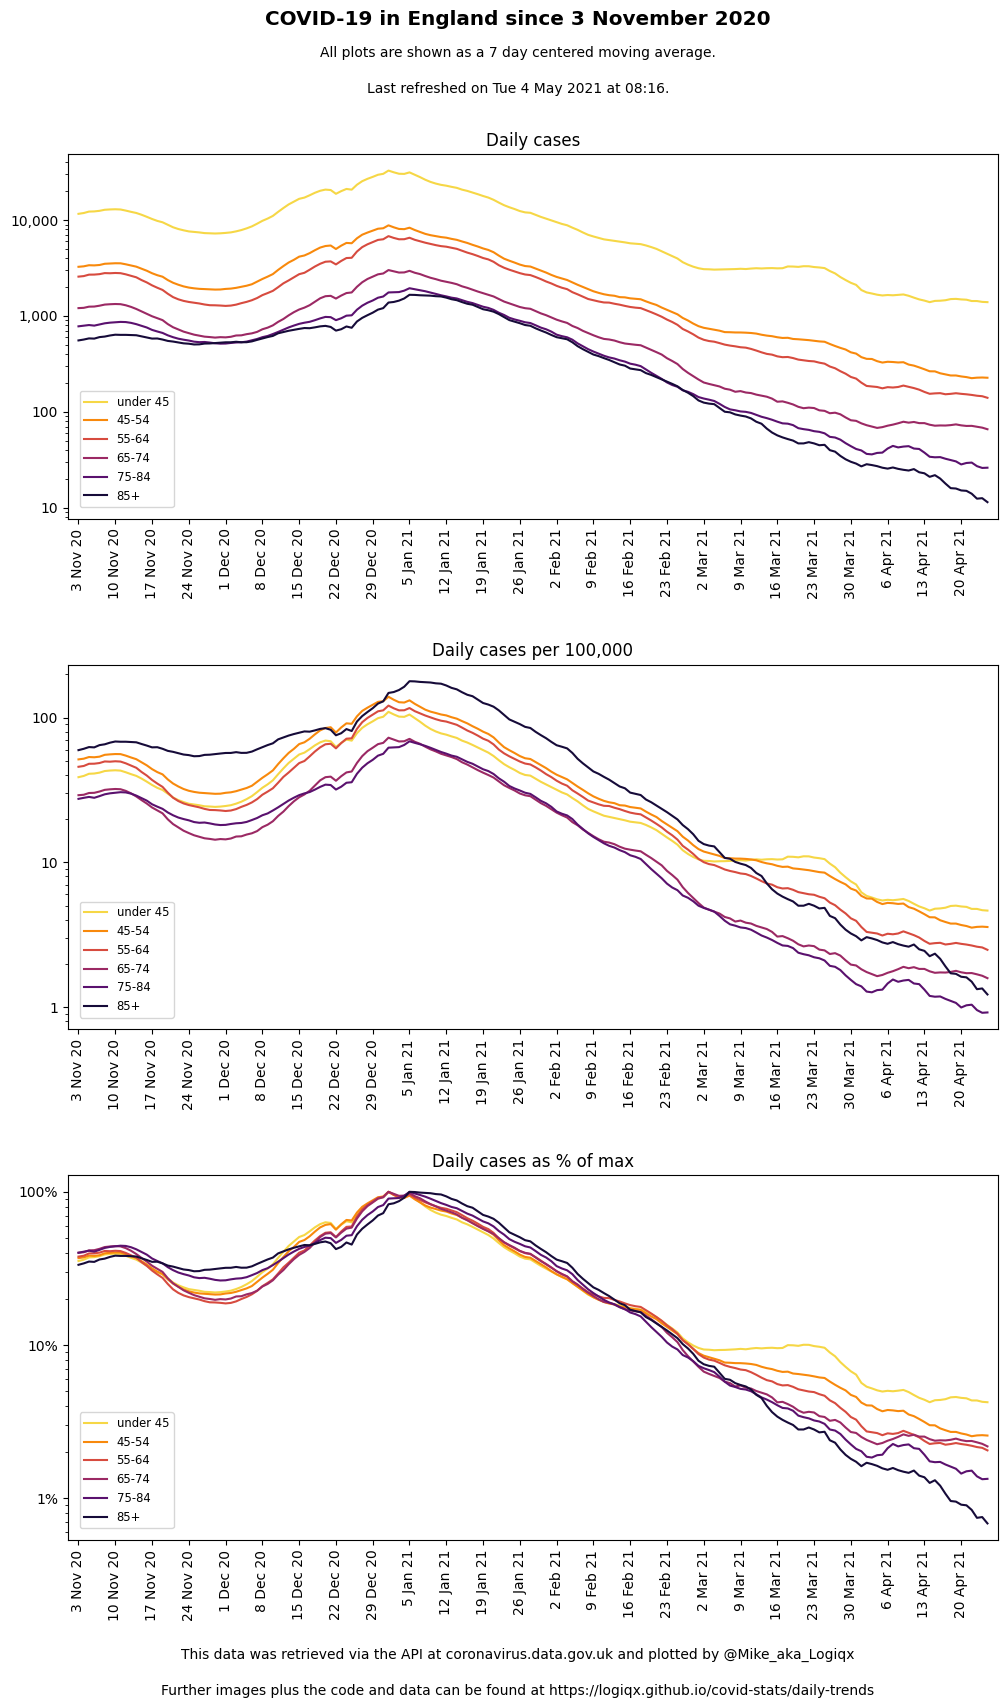 COVID-19 in England since 3 November 2020
All plots are shown as a 7 day centered moving average.
Last refreshed on Tue 4 May 2021 at 08:16.
Daily cases
10,000
1,000
100
10
under 45
45-54
55-64
65-74
75-84
85+
3 Nov 20
10 Nov 20
17 Nov 20
24 Nov 20
1 Dec 20
8 Dec 20
15 Dec 20
22 Dec 20
29 Dec 20
5 Jan 21
12 Jan 21
19 Jan 21
26 Jan 21
2 Feb 21
9 Feb 21
16 Feb 21
23 Feb 21
2 Mar 21
9 Mar 21
16 Mar 21
23 Mar 21
30 Mar 21
6 Apr 21
13 Apr 21
20 Apr 21
Daily cases per 100,000
100
10
1
under 45
45-54
55-64
65-74
75-84
85+
3 Nov 20
10 Nov 20
17 Nov 20
24 Nov 20
1 Dec 20
8 Dec 20
15 Dec 20
22 Dec 20
29 Dec 20
5 Jan 21
12 Jan 21
19 Jan 21
26 Jan 21
2 Feb 21
9 Feb 21
16 Feb 21
23 Feb 21
2 Mar 21
9 Mar 21
16 Mar 21
23 Mar 21
30 Mar 21
6 Apr 21
13 Apr 21
20 Apr 21
Daily cases as % of max
100%
10%
1%
under 45
45-54
55-64
65-74
75-84
85+
3 Nov 20
10 Nov 20
17 Nov 20
24 Nov 20
1 Dec 20
8 Dec 20
15 Dec 20
22 Dec 20
29 Dec 20
5 Jan 21
12 Jan 21
19 Jan 21
26 Jan 21
2 Feb 21
9 Feb 21
16 Feb 21
23 Feb 21
2 Mar 21
9 Mar 21
16 Mar 21
23 Mar 21
30 Mar 21
6 Apr 21
13 Apr 21
20 Apr 21
This data was retrieved via the API at coronavirus.data.gov.uk and plotted by @Mike_aka_Logiqx
Further images plus the code and data can be found at https://logiqx.github.io/covid-stats/daily-trends